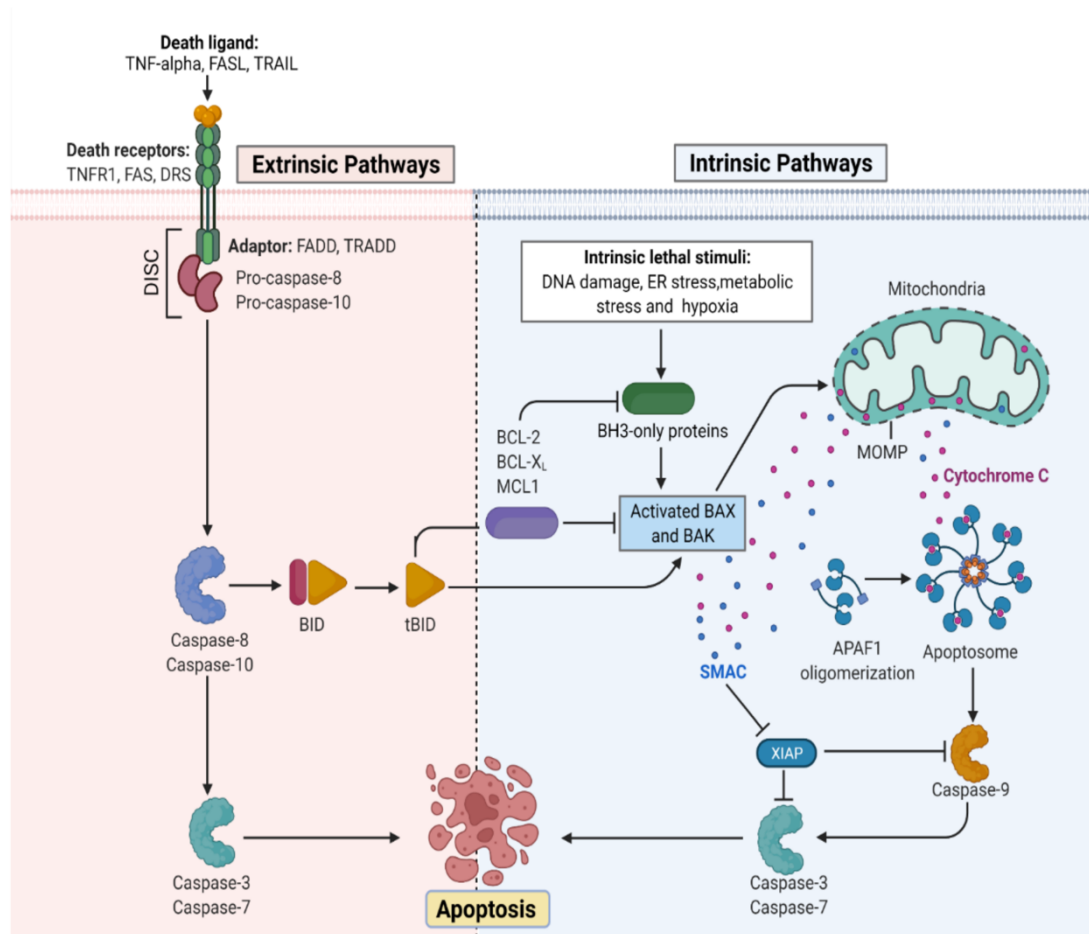 Death ligand:
TNF-alpha, FASL, TRAIL
Death receptors:
TNFR1, FAS, DRS
Extrinsic Pathways
Intrinsic Pathways
DISC
Adaptor: FADD, TRADD
Pro-caspase-8
Pro-caspase-10
Intrinsic lethal stimuli:
DNA damage, ER stress,metabolic
stress and hypoxia
Mitochondria
BH3-only proteins
BCL-2
BCL-XL
MCL1
MOMP
Cytochrome C
Activated BAX
and BAK
BID
tBID
Caspase-8
Caspase-10
APAF1
oligomerization
Apoptosome
SMAC
XIAP
Caspase-9
Caspase-3
Caspase-7
Caspase-3
Caspase-7
Apoptosis